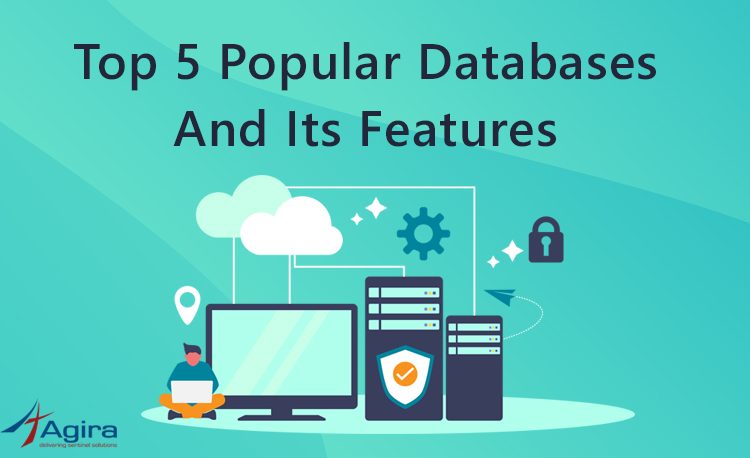 Top 5 Popular Databases
And Its Features
Agira
delivering sentinel solutions